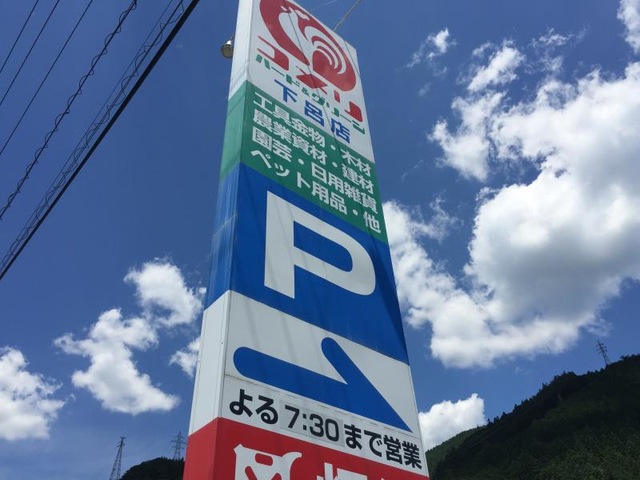 コメリ
ハード&グリーン
下呂店
工具金物・木材
農業資材・建材
園芸・日用雑貨
ペット用品・他
P
よる7:30まで営業